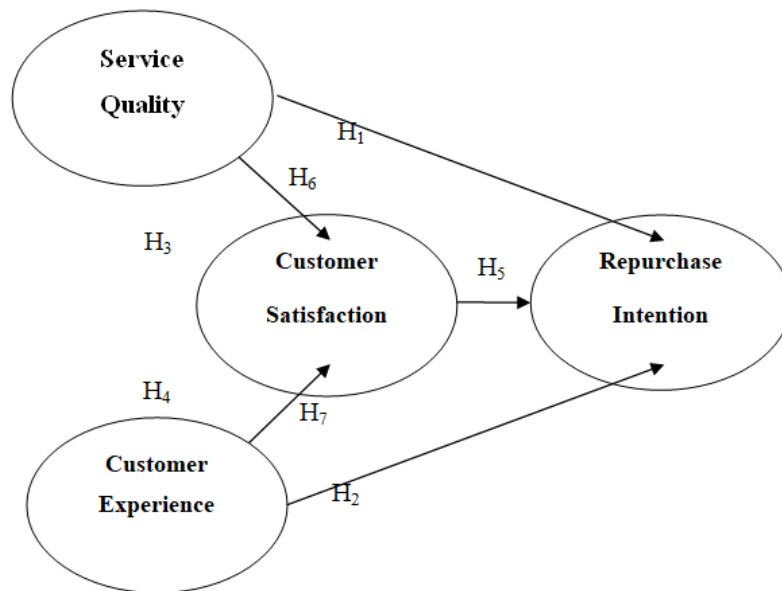 Service
Quality
H₁
H₆
H₃
Customer
Satisfaction
H₅
Repurchase
Intention
H₄
H₇
Customer
Experience
H₂